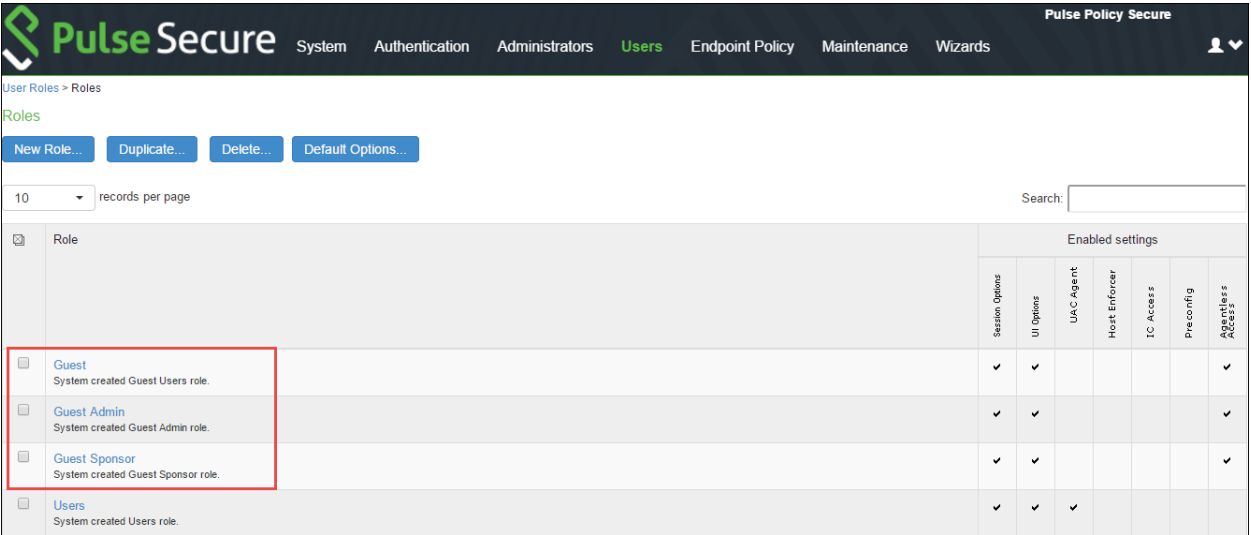 Pulse Policy Secure
Pulse Secure
System Authentication Administrators Users Endpoint Policy Maintenance Wizards
User Roles > Roles
Roles
New Role... Duplicate... Delete... Default Options...
10 records per page Search:
Role Enabled settings
Session Options
UI Options
UAC Agent
Host Enforcer
IC Access
Preconfig
Agentless
Access
Guest
System created Guest Users role.
Guest Admin
System created Guest Admin role.
Guest Sponsor
System created Guest Sponsor role.
Users
System created Users role.